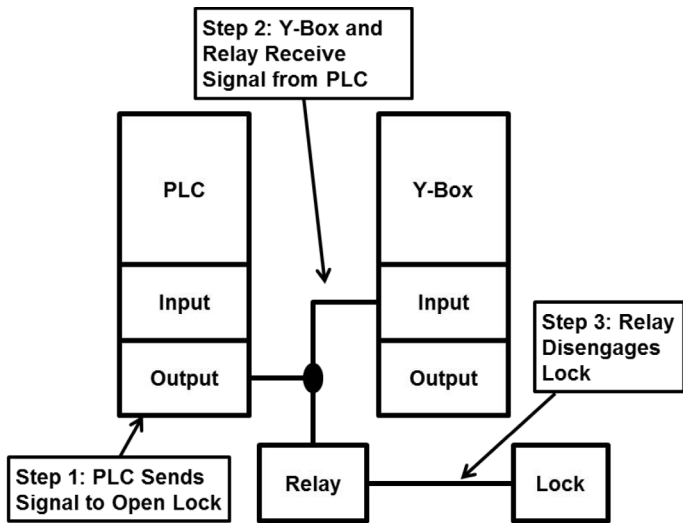 Step 2: Y-Box and
Relay Receive
Signal from PLC
PLC
Y-Box
Input
Input
Output
Output
Step 3: Relay
Disengages
Lock
Step 1: PLC Sends
Signal to Open Lock
Relay
Lock